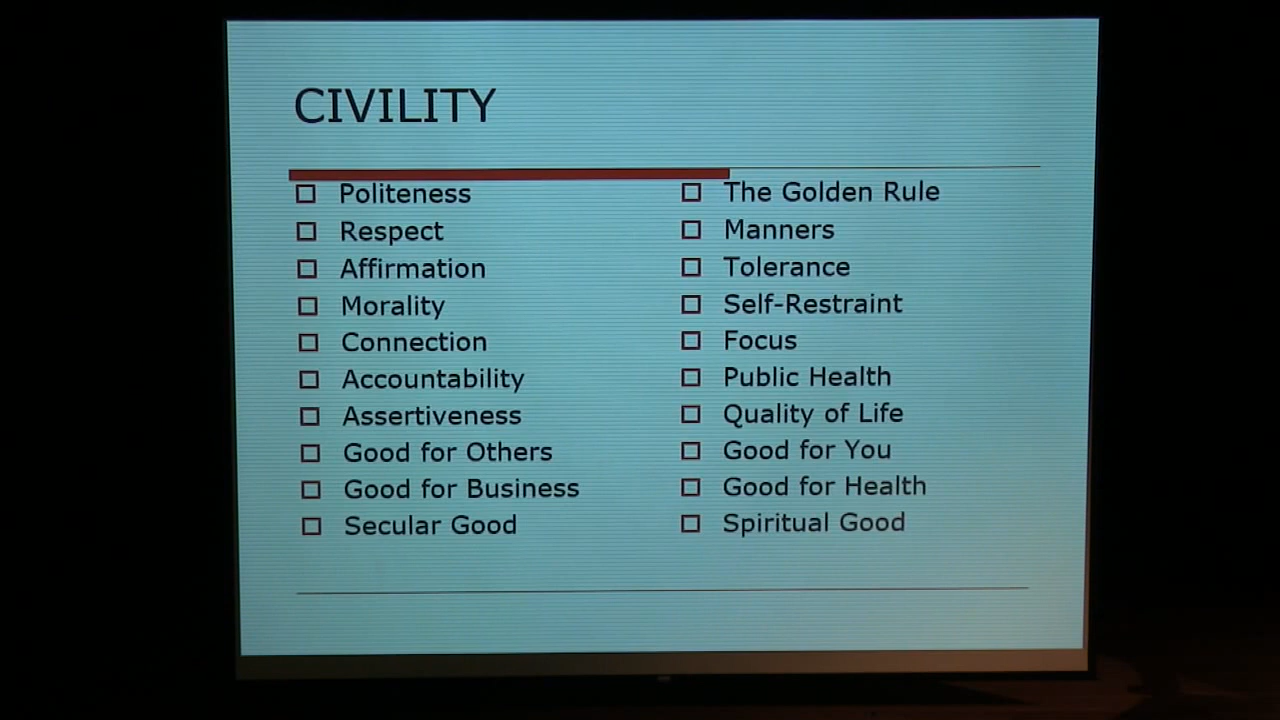 CIVILITY
Politeness
Respect
Affirmation
Morality
Connection
Accountability
Assertiveness
Good for Others
Good for Business
Secular Good
The Golden Rule
Manners
Tolerance
Self-Restraint
Focus
Public Health
Quality of Life
Good for You
Good for Health
Spiritual Good